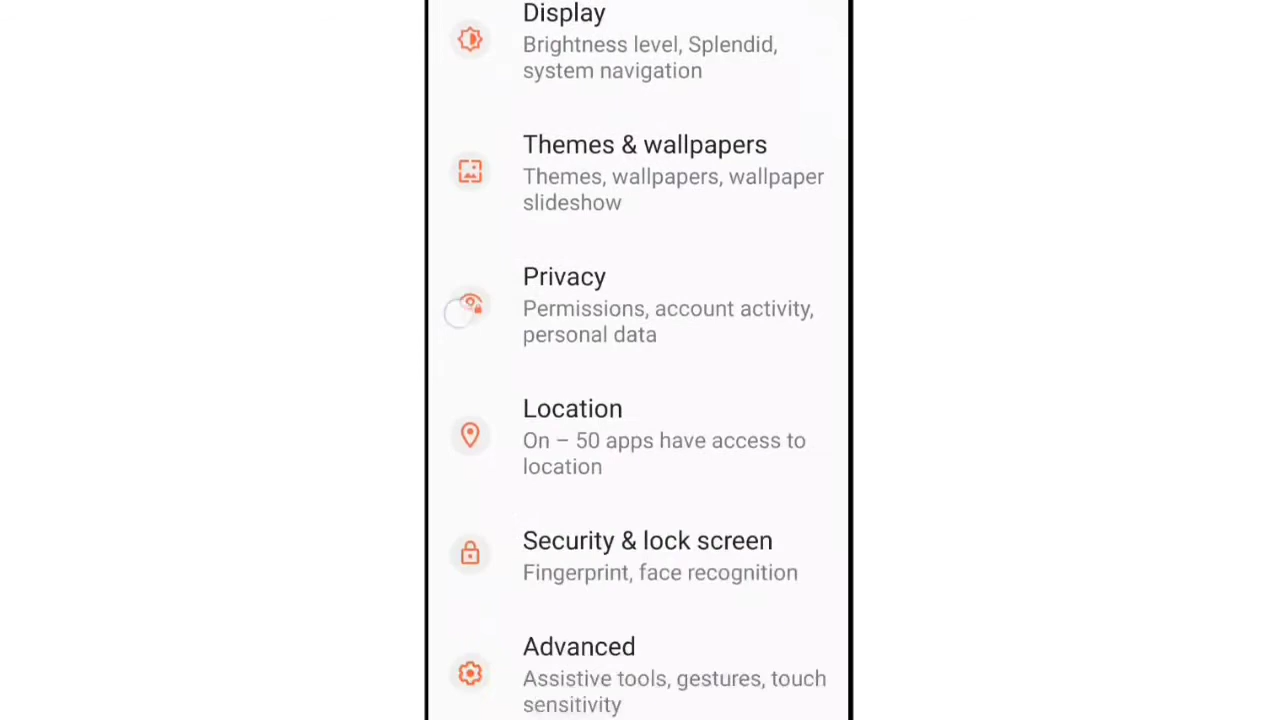 Display
Brightness level, Splendid,
system navigation
Themes & wallpapers
Themes, wallpapers, wallpaper
slideshow
Privacy
Permissions, account activity,
personal data
Location
On – 50 apps have access to
location
Security & lock screen
Fingerprint, face recognition
Advanced
Assistive tools, gestures, touch
sensitivity